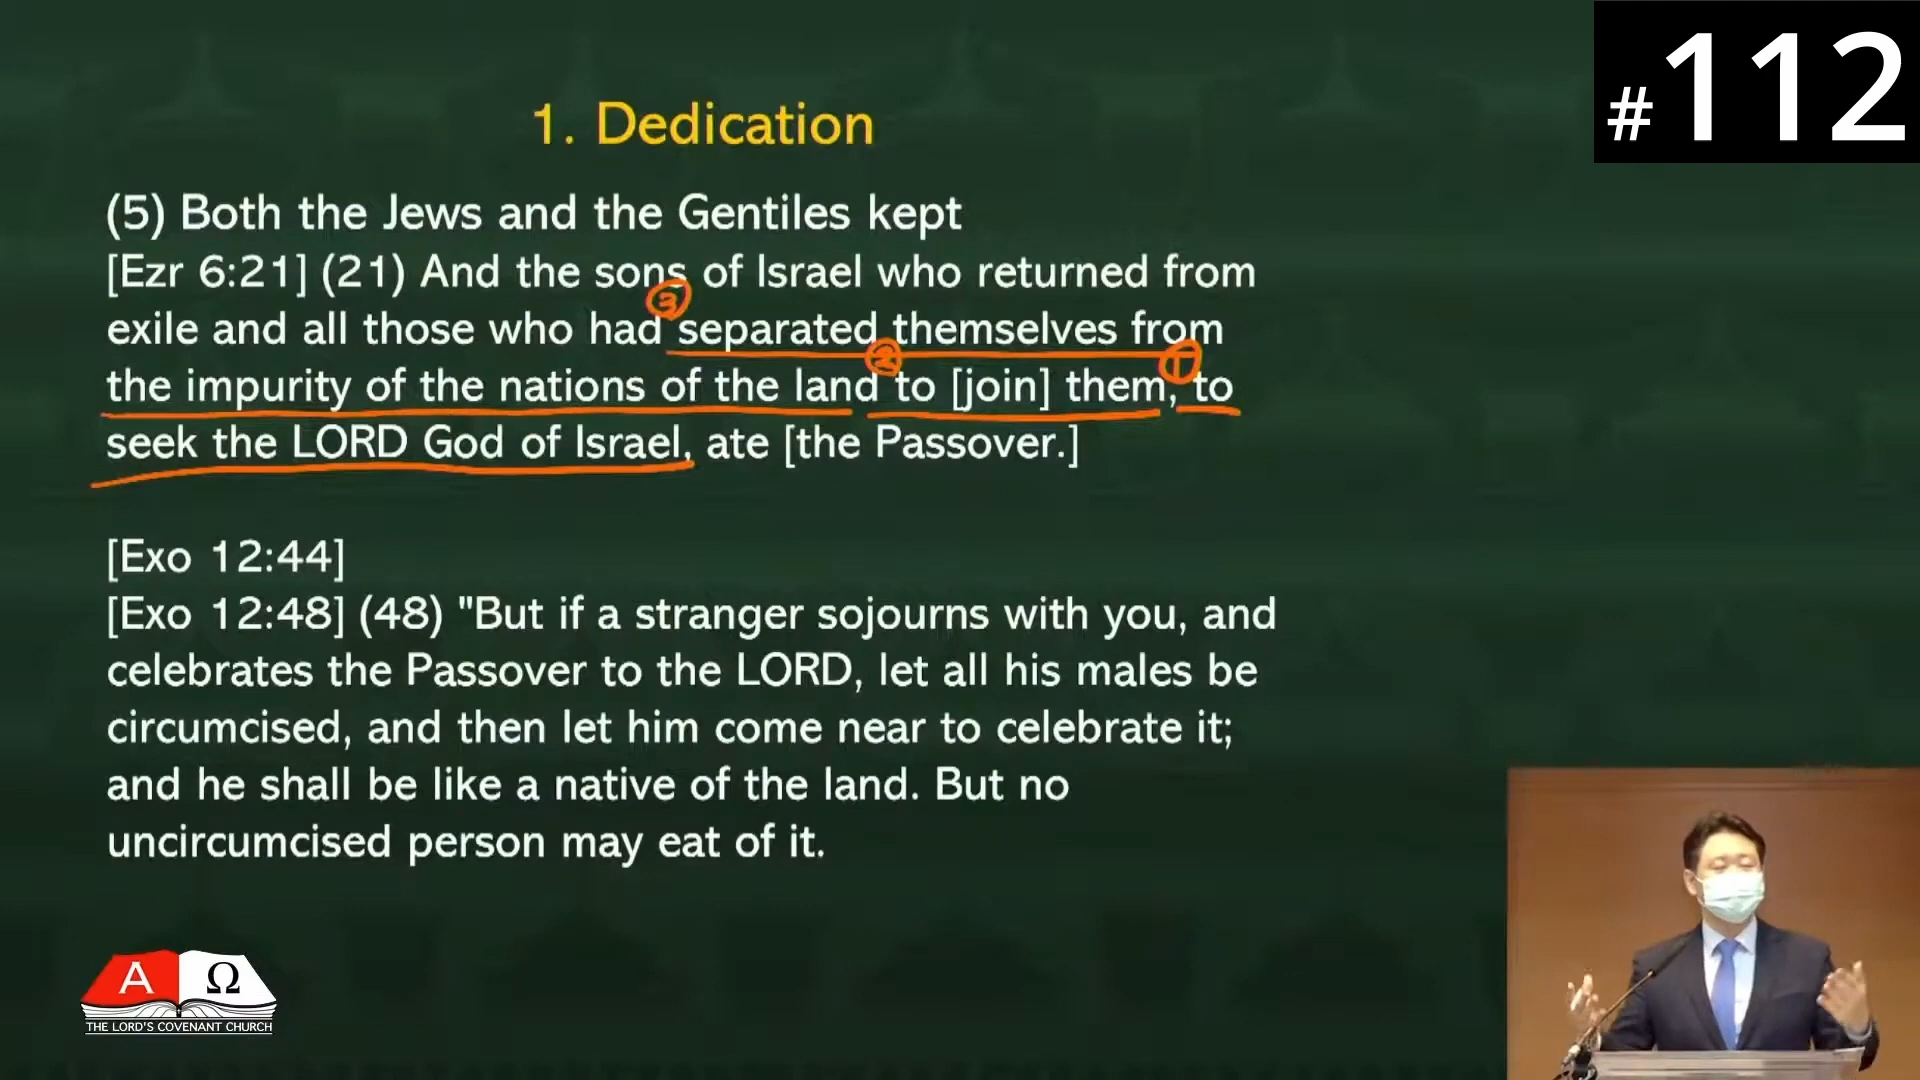 #112
1. Dedication
(5) Both the Jews and the Gentiles kept
[Ezr 6:21] (21) And the sons of Israel who returned from
③
exile and all those who had separated themselves from
② ①
the impurity of the nations of the land to [join] them, to
seek the LORD God of Israel, ate [the Passover.]
[Exo 12:44]
[Exo 12:48] (48) "But if a stranger sojourns with you, and
celebrates the Passover to the LORD, let all his males be
circumcised, and then let him come near to celebrate it;
and he shall be like a native of the land. But no
uncircumcised person may eat of it.
A Ω
THE LORD'S COVENANT CHURCH